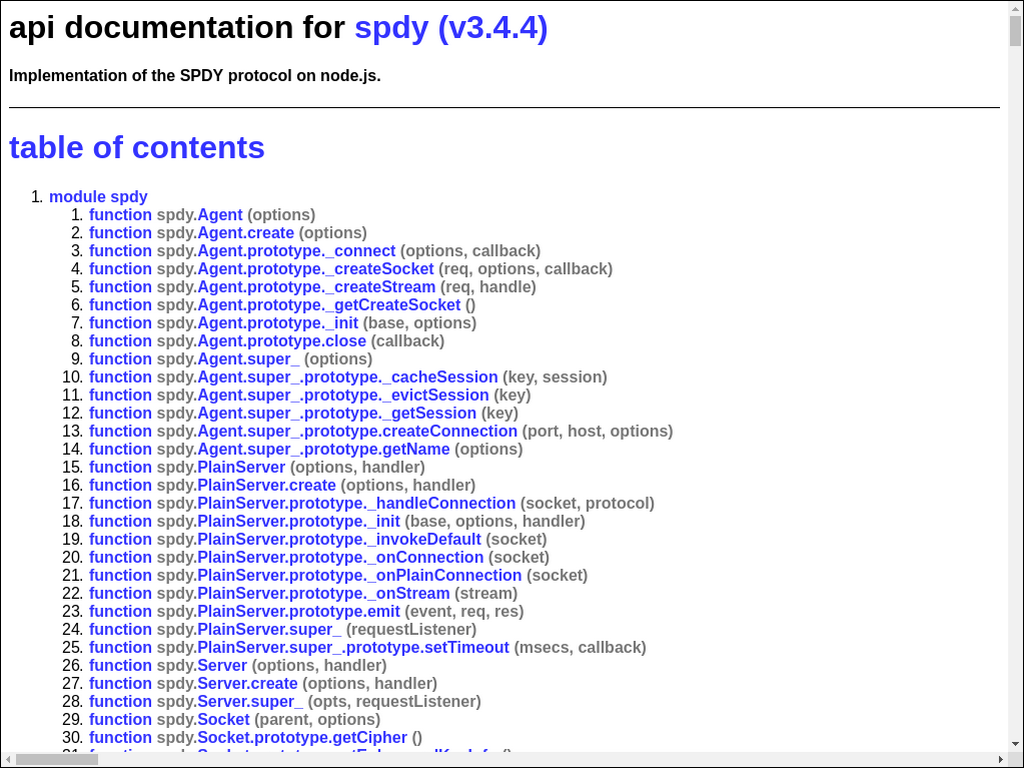 api documentation for spdy (v3.4.4)
Implementation of the SPDY protocol on node.js.
table of contents
1. module spdy
1. function spdy.Agent (options)
2. function spdy.Agent.create (options)
3. function spdy.Agent.prototype._connect (options, callback)
4. function spdy.Agent.prototype._createSocket (req, options, callback)
5. function spdy.Agent.prototype._createStream (req, handle)
6. function spdy.Agent.prototype._getCreateSocket ()
7. function spdy.Agent.prototype._init (base, options)
8. function spdy.Agent.prototype.close (callback)
9. function spdy.Agent.super_ (options)
10. function spdy.Agent.super_.prototype._cacheSession (key, session)
11. function spdy.Agent.super_.prototype._evictSession (key)
12. function spdy.Agent.super_.prototype._getSession (key)
13. function spdy.Agent.super_.prototype.createConnection (port, host, options)
14. function spdy.Agent.super_.prototype.getName (options)
15. function spdy.PlainServer (options, handler)
16. function spdy.PlainServer.create (options, handler)
17. function spdy.PlainServer.prototype._handleConnection (socket, protocol)
18. function spdy.PlainServer.prototype._init (base, options, handler)
19. function spdy.PlainServer.prototype._invokeDefault (socket)
20. function spdy.PlainServer.prototype._onConnection (socket)
21. function spdy.PlainServer.prototype._onPlainConnection (socket)
22. function spdy.PlainServer.prototype._onStream (stream)
23. function spdy.PlainServer.prototype.emit (event, req, res)
24. function spdy.PlainServer.super_ (requestListener)
25. function spdy.PlainServer.super_.prototype.setTimeout (msecs, callback)
26. function spdy.Server (options, handler)
27. function spdy.Server.create (options, handler)
28. function spdy.Server.super_ (opts, requestListener)
29. function spdy.Socket (parent, options)
30. function spdy.Socket.prototype.getCipher ()